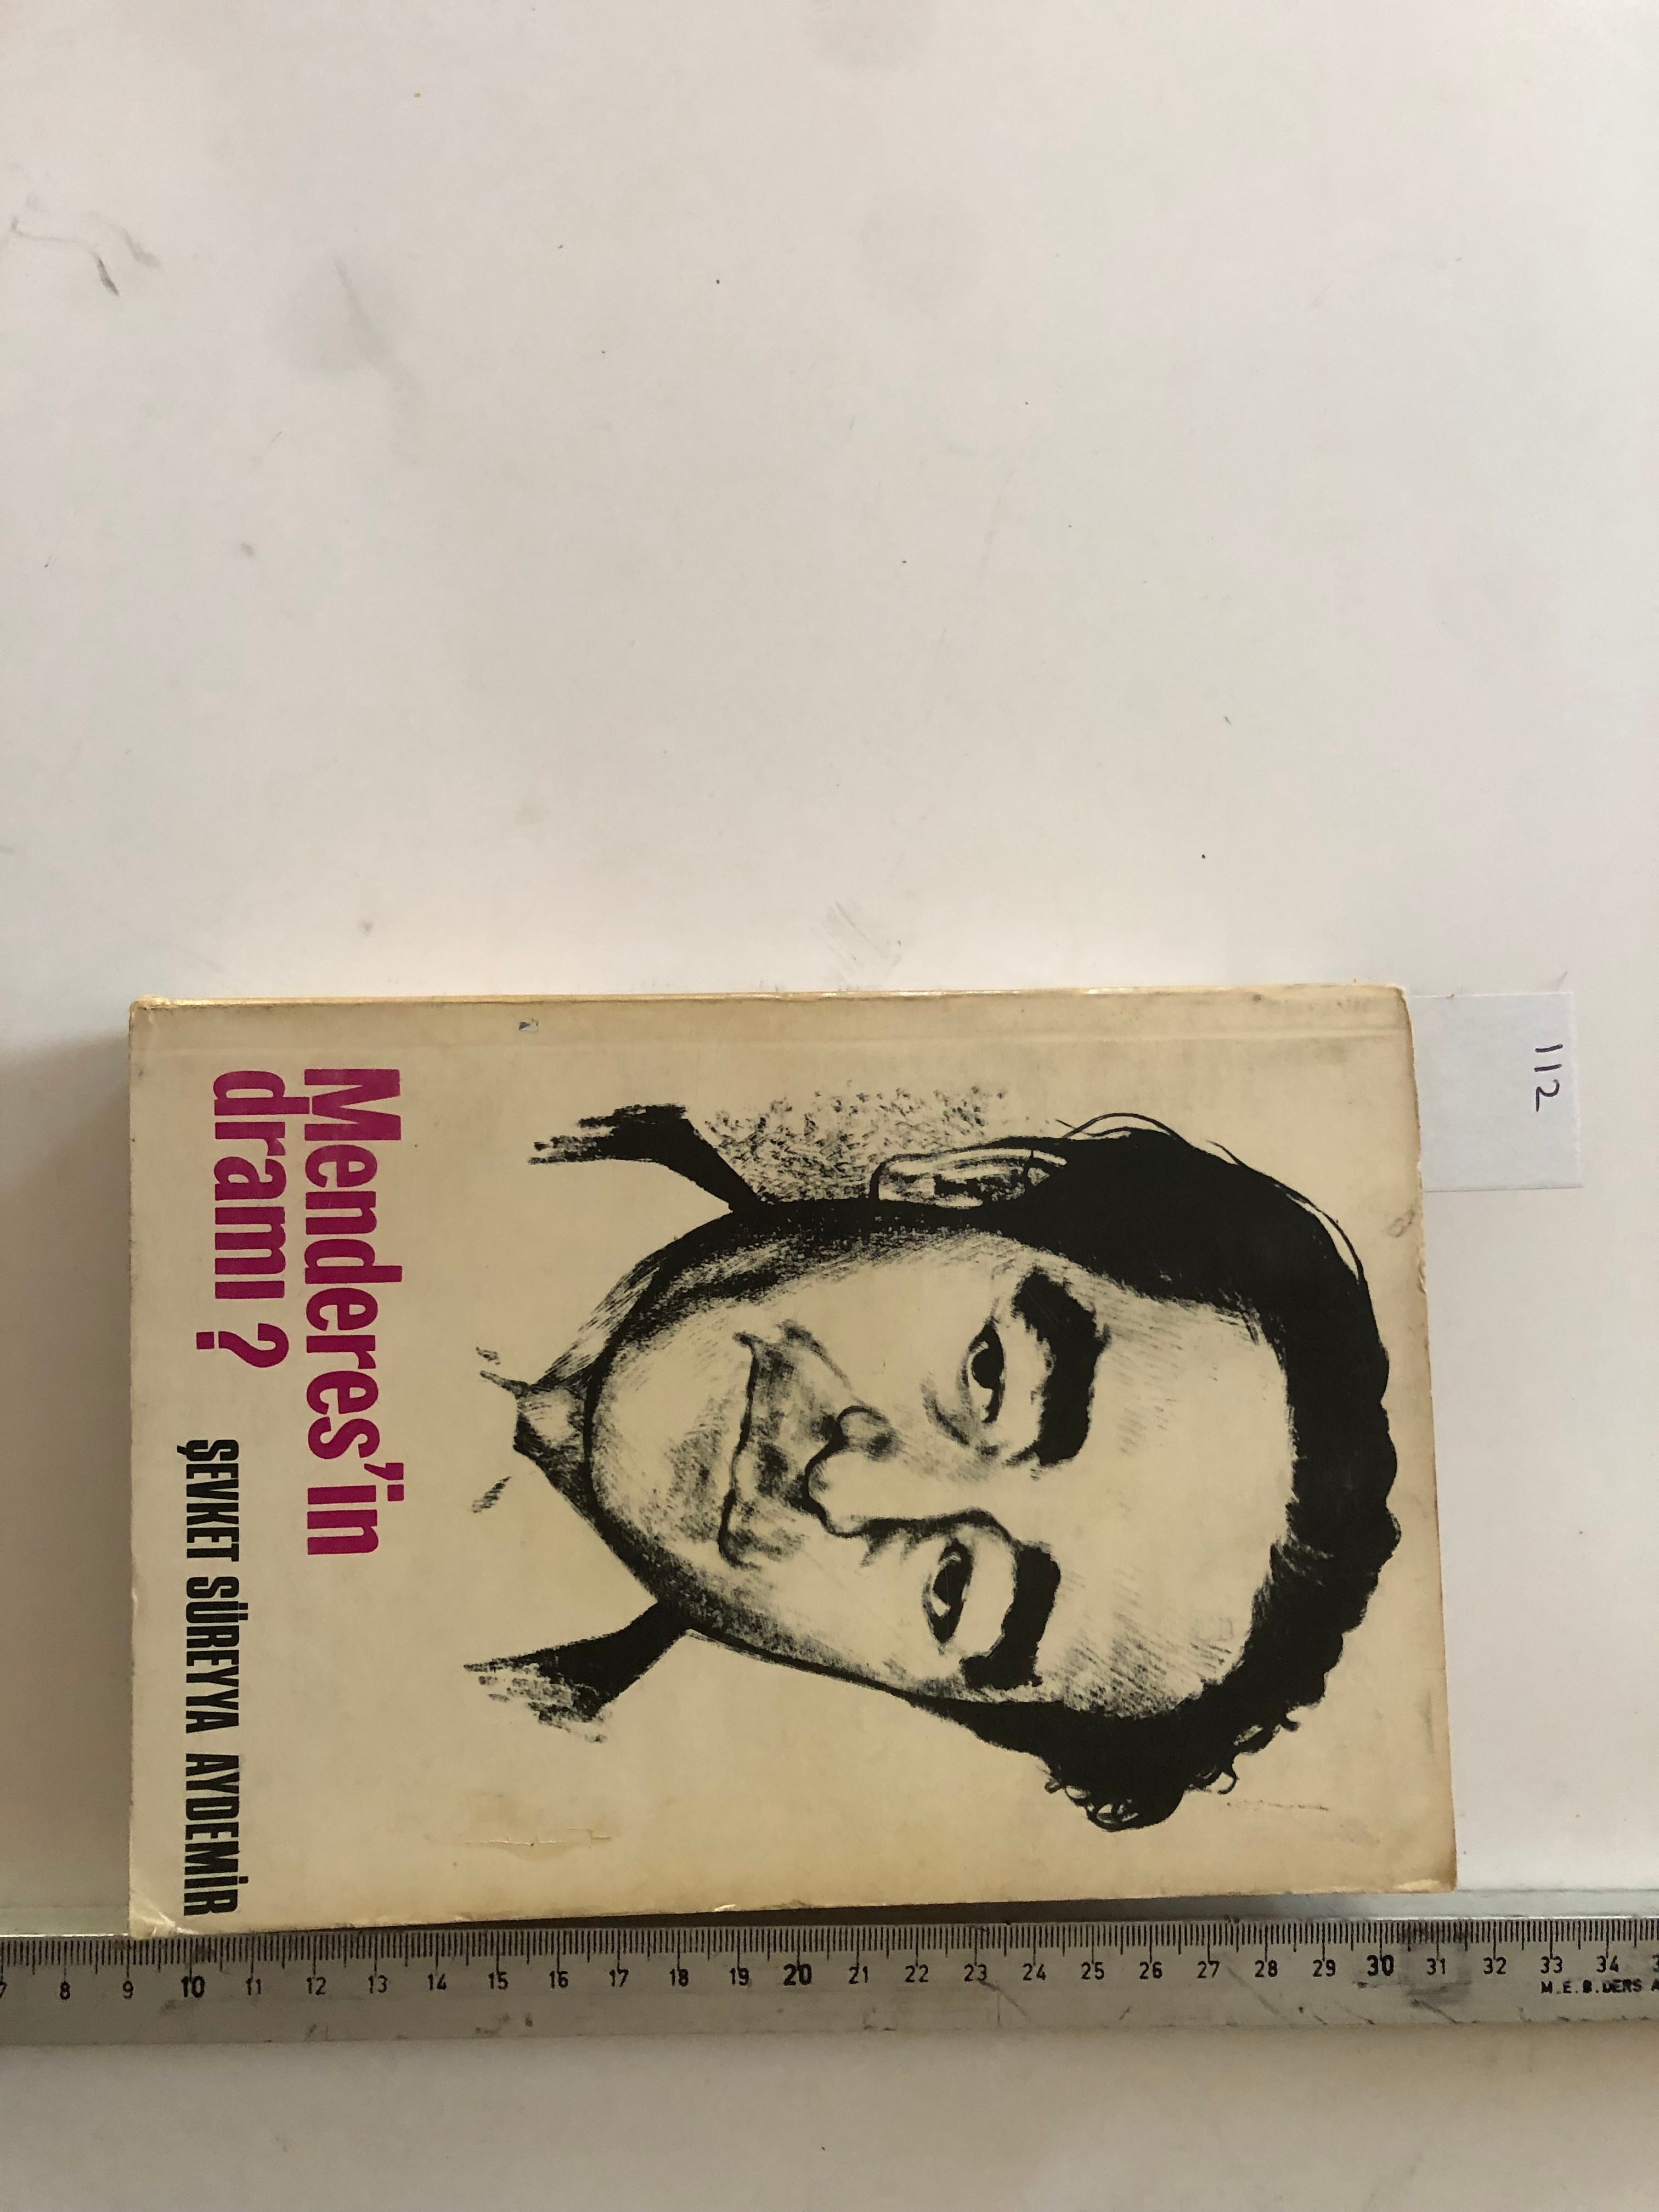 112
Menderes'in
dramı ?
ŞEVKET SÜREYYA AYDEMİR
7 8 9 10 11 12 13 14 15 16 17 18 19 20 21 22 23 24 25 26 27 28 29 30 31 32 33 34
M.E.B.DERS A